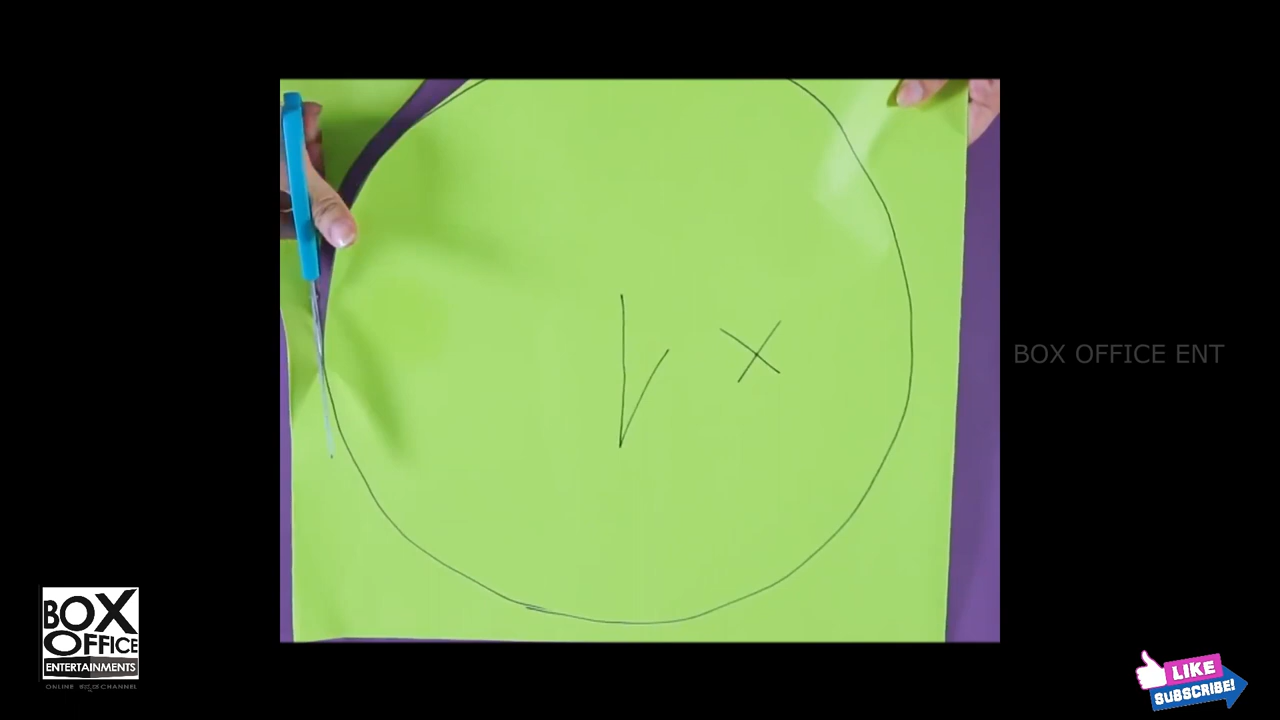 BOX OFFICE ENT
BOX
OFFICE
ENTERTAINMENTS
LIKE
SUBSCRIBE!